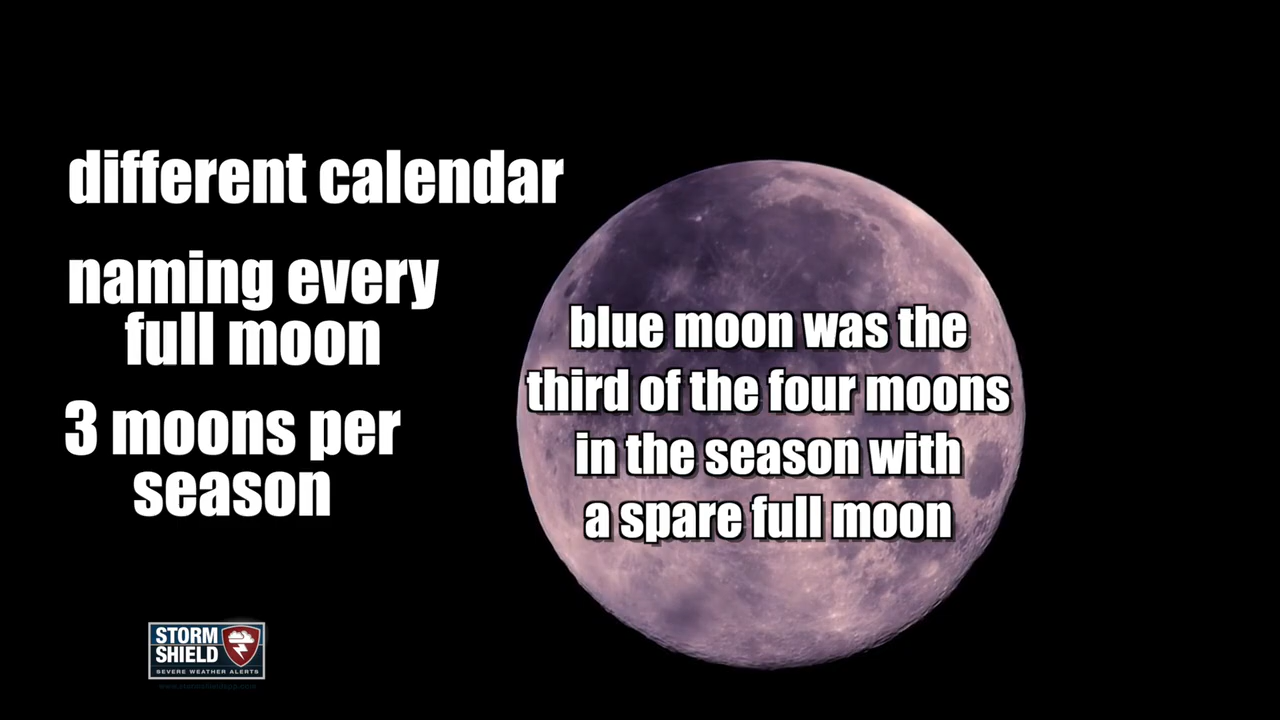 different calendar
naming every
full moon
3 moons per
season
blue moon was the
third of the four moons
in the season with
a spare full moon
STORM
SHIELD
SEVERE WEATHER ALERTS